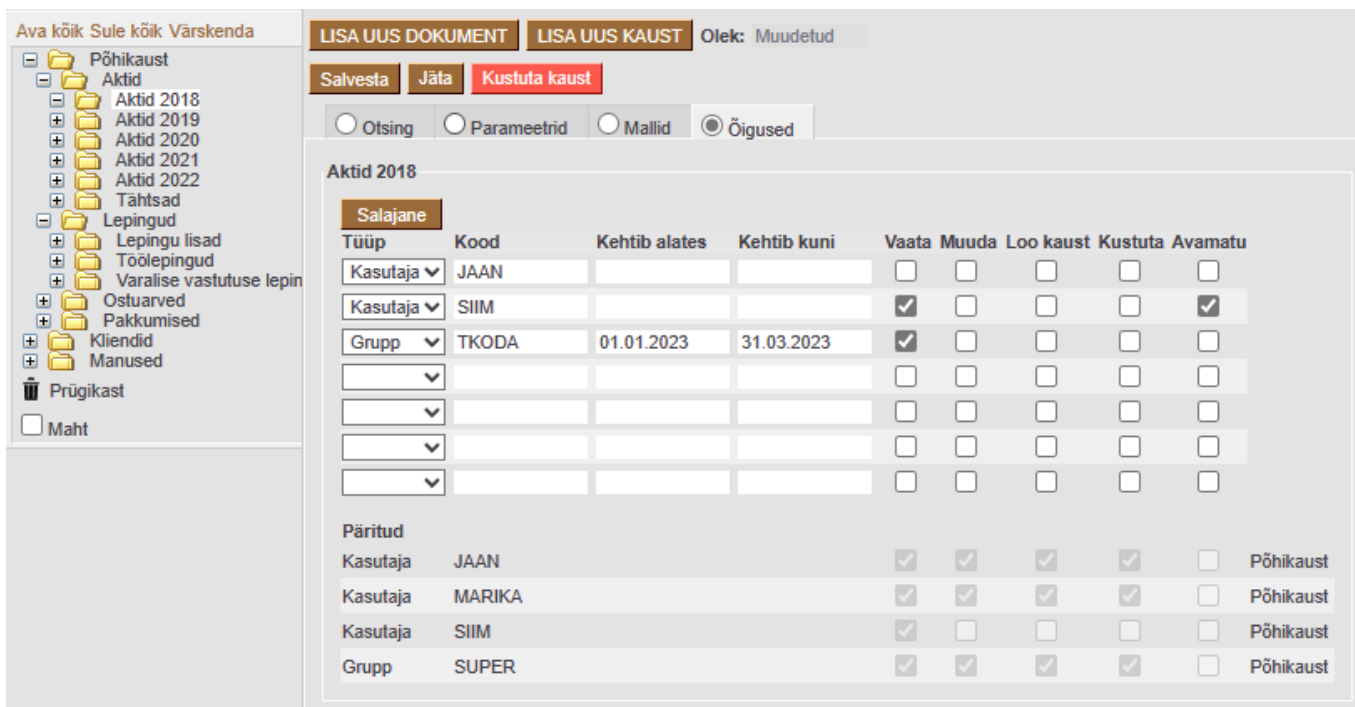 Ava kõik Sule kõik Värskenda
Põhikaust
Aktid
Aktid 2018
Aktid 2019
Aktid 2020
Aktid 2021
Aktid 2022
Tähtsad
Lepingud
Lepingu lisad
Töölepingud
Varalise vastutuse lepin
Ostuarved
Pakkumised
Kliendid
Manused
Prügikast
Maht
LISA UUS DOKUMENT LISA UUS KAUST Olek: Muudetud
Salvesta Jäta Kustuta kaust
Otsing Parameetrid Mallid Õigused
Aktid 2018
Salajane
Tüüp Kood Kehtib alates Kehtib kuni Vaata Muuda Loo kaust Kustuta Avamatu
Kasutaja JAAN
Kasutaja SIIM
Grupp TKODA 01.01.2023 31.03.2023
Päritud
Kasutaja JAAN Põhikaust
Kasutaja MARIKA Põhikaust
Kasutaja SIIM Põhikaust
Grupp SUPER Põhikaust